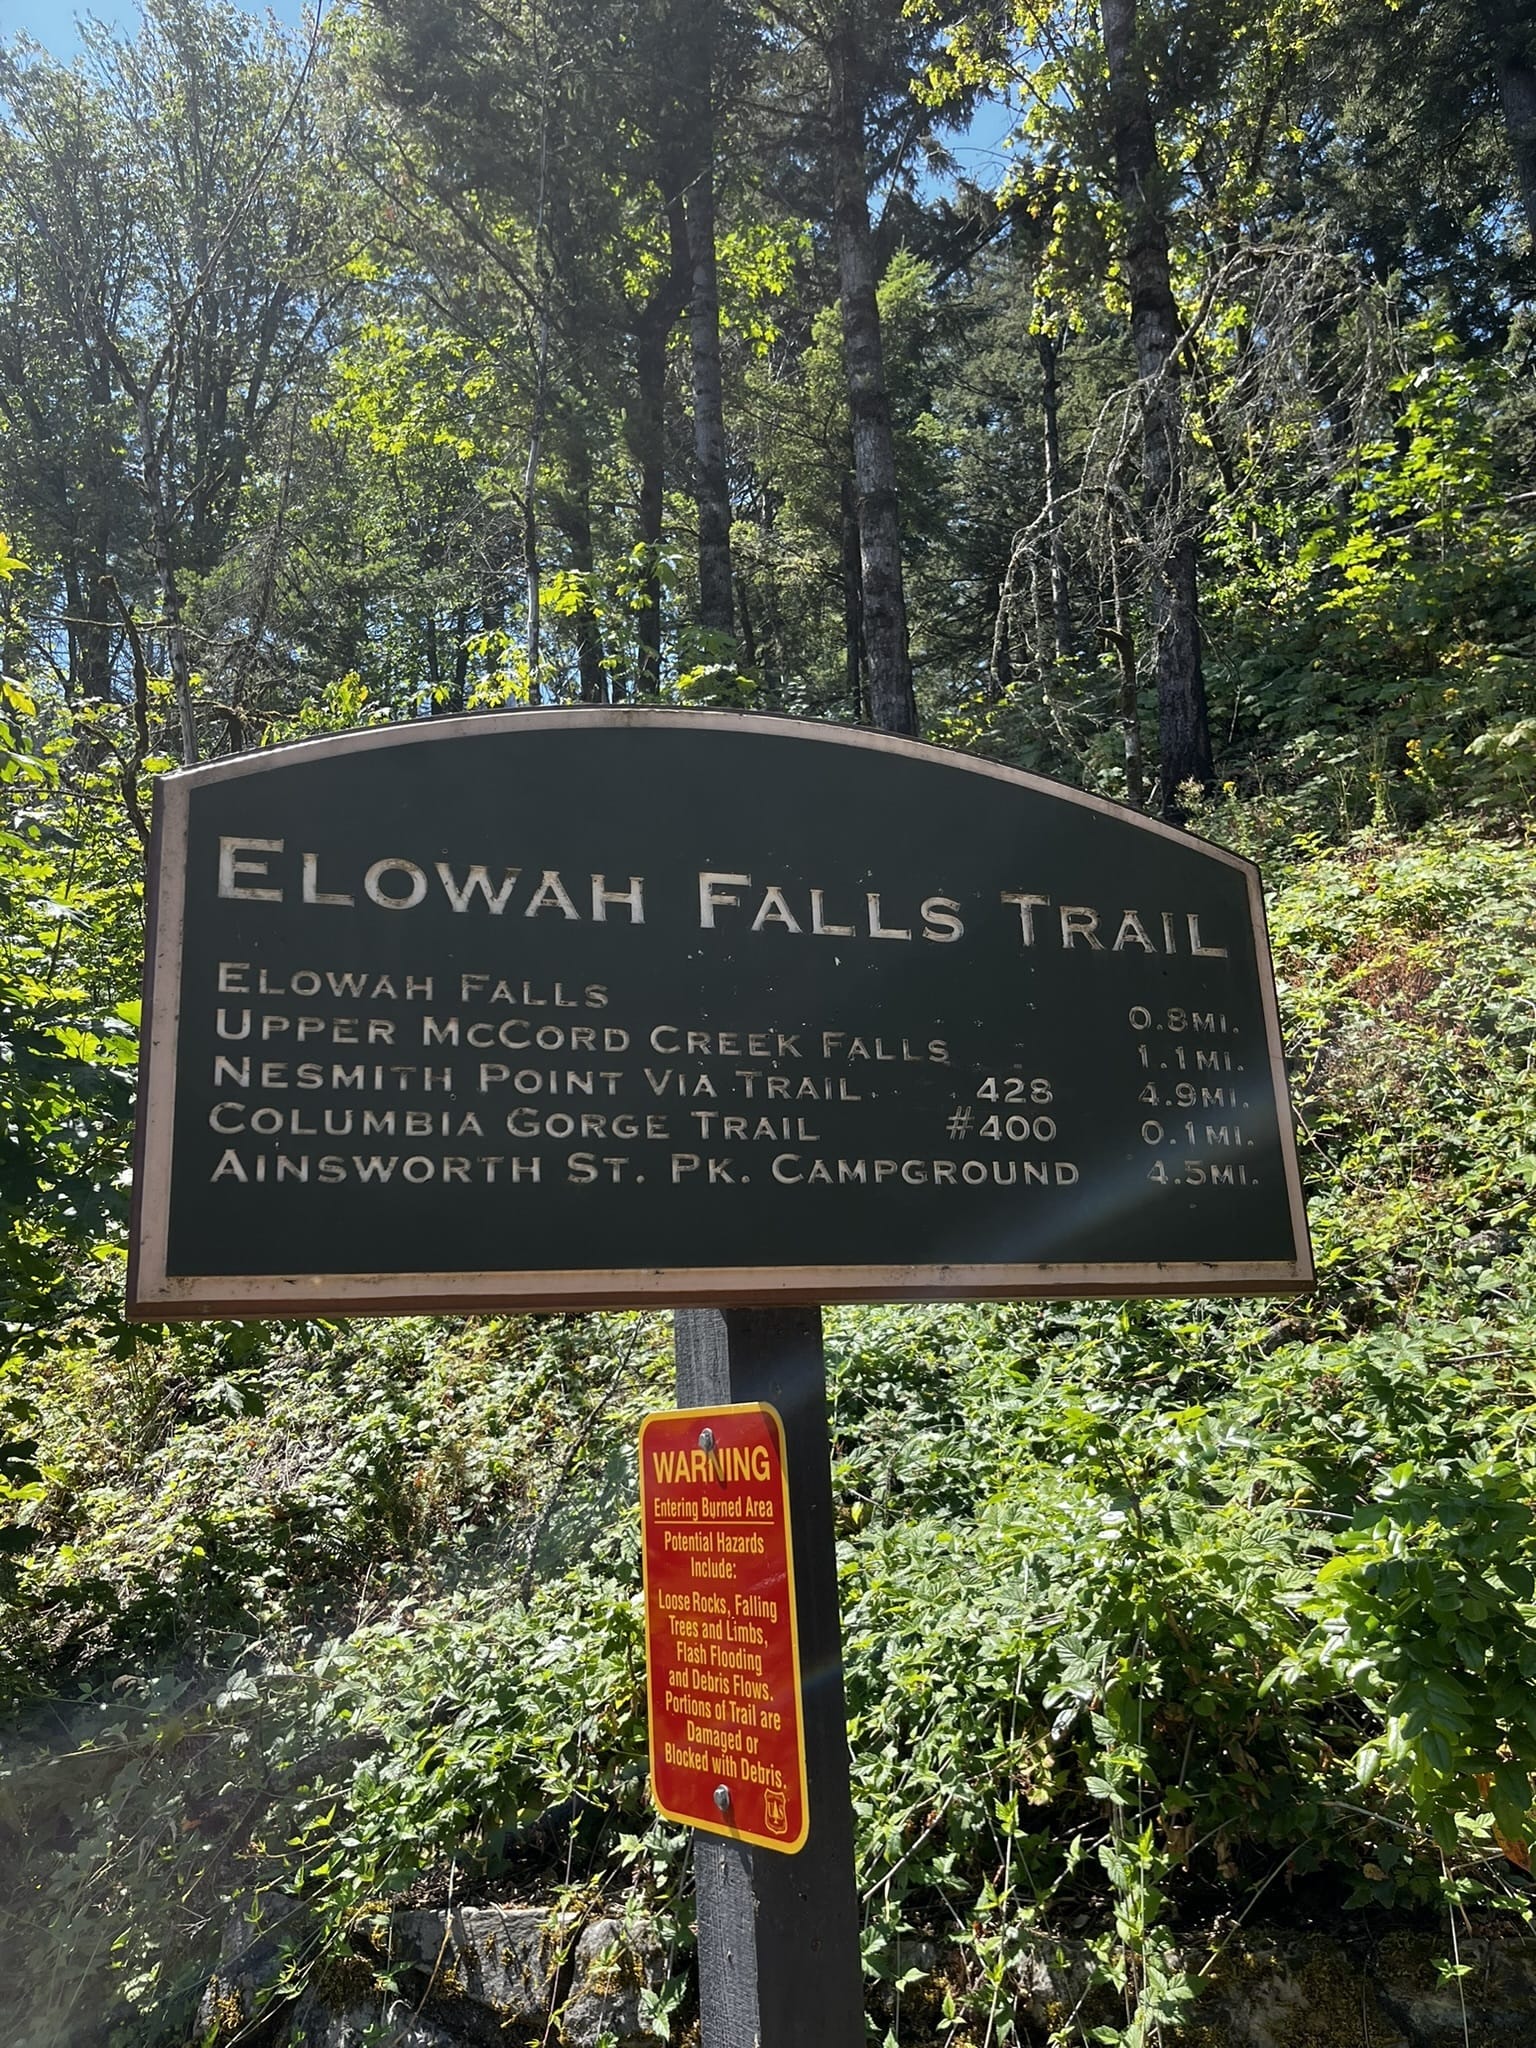 ELOWAH FALLS TRAIL
ELOWAH FALLS 0.8MI.
UPPER MCCORD CREEK FALLS 1.1MI.
NESMITH POINT VIA TRAIL 428 4.9MI.
COLUMBIA GORGE TRAIL #400 0.1MI.
AINSWORTH ST. PK. CAMPGROUND 4.5MI.
WARNING
Entering Burned Area
Potential Hazards
Include:
Loose Rocks, Falling
Trees and Limbs,
Flash Flooding
and Debris Flows.
Portions of Trail are
Damaged or
Blocked with Debris.
U S